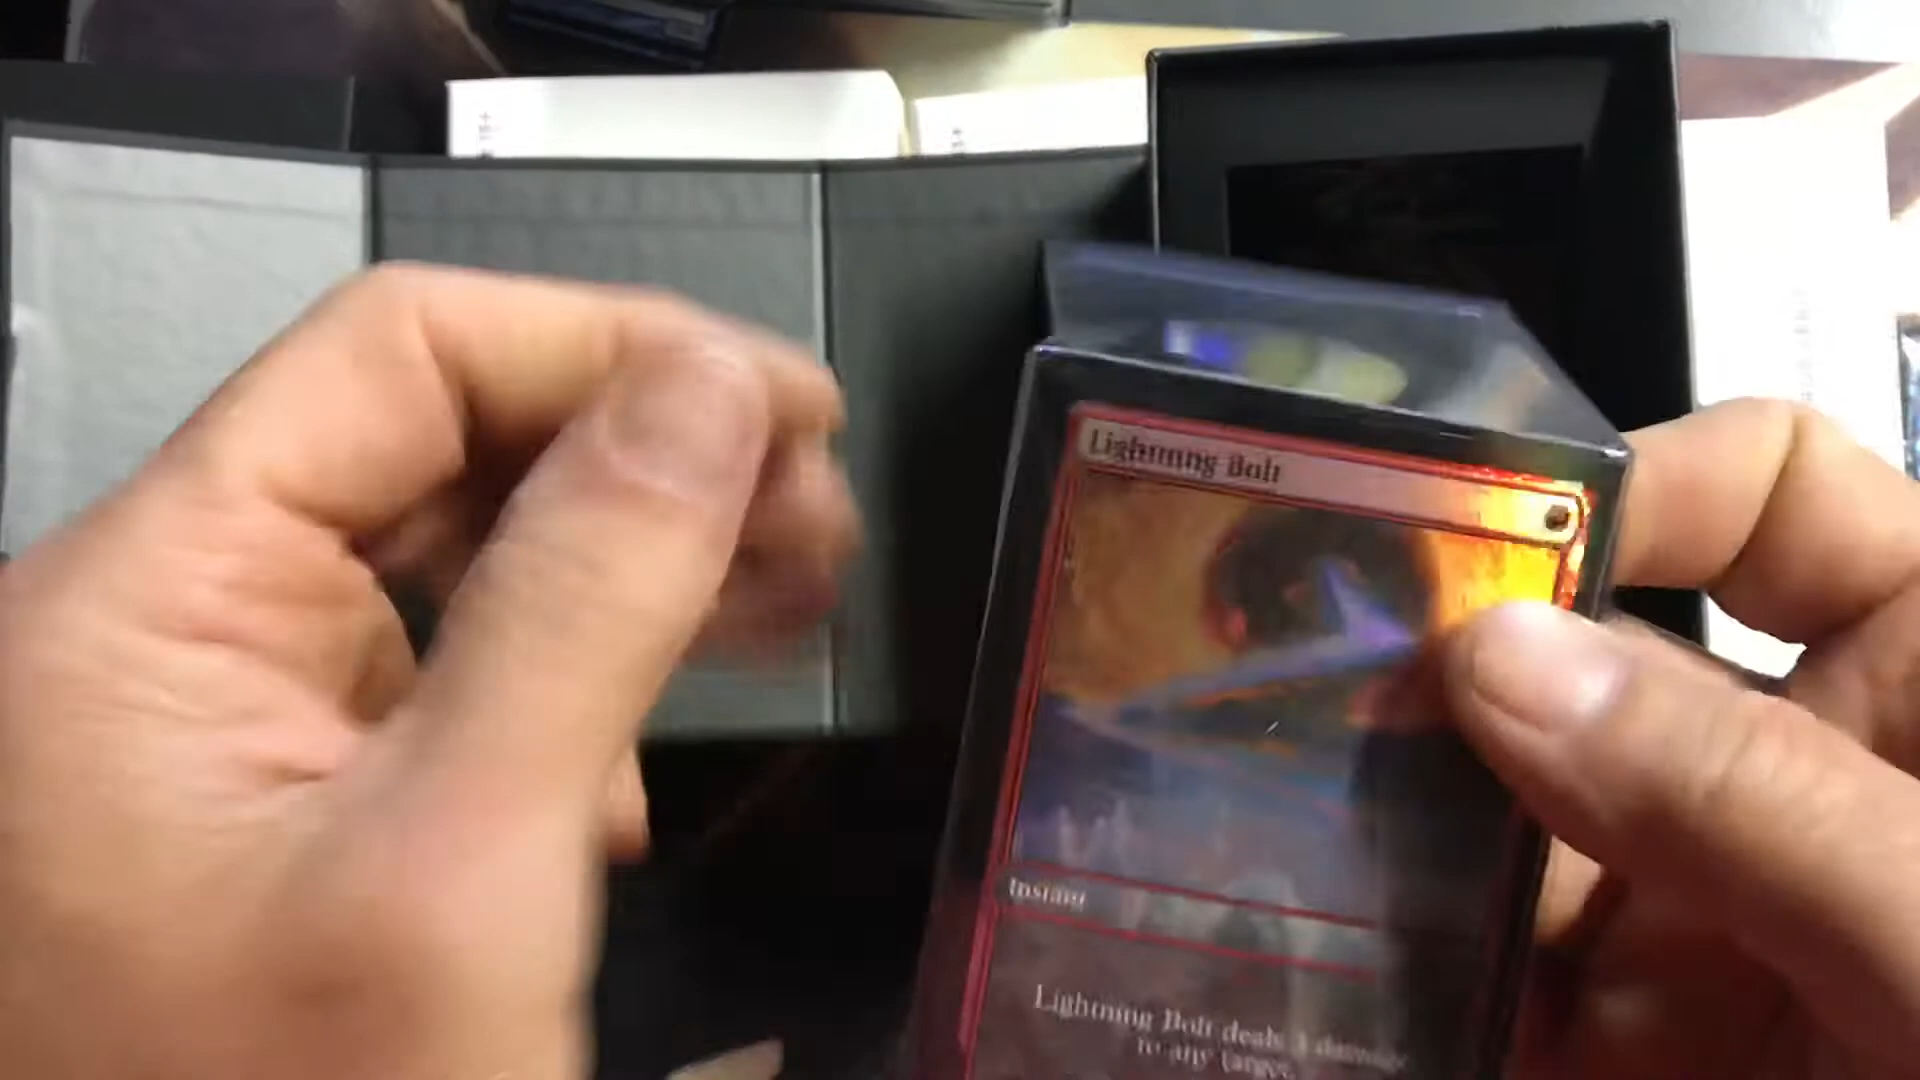 Lightning Bolt
Instant
Lightning Bolt deals 3 damage
to any target.